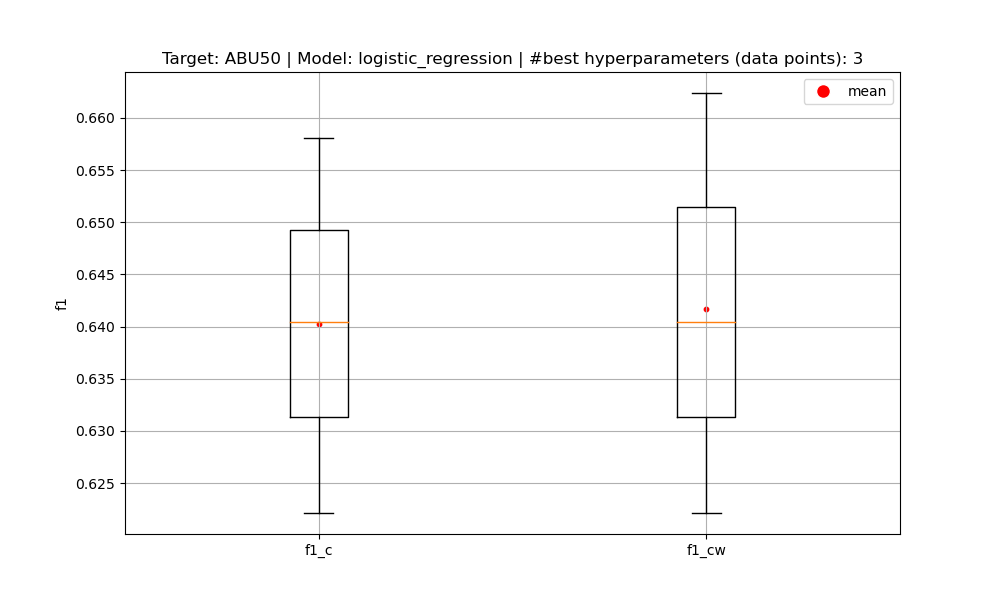 Target: ABU50 | Model: logistic_regression | #best hyperparameters (data points): 3
mean
0.660
0.655
0.650
0.645
0.640
0.635
0.630
0.625
f1
f1_c
f1_cw